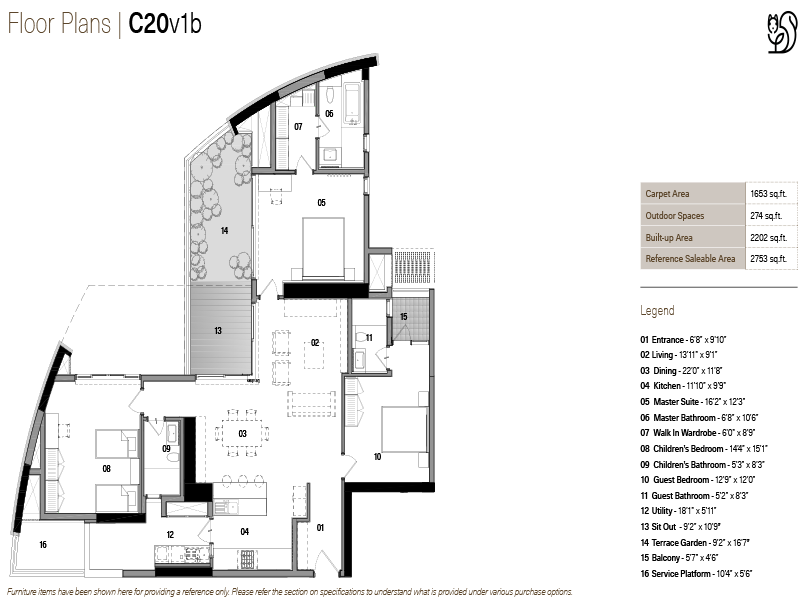 Floor Plans | C20v1b
06
07
05
14
13
15
02
11
03
10
09
08
12
04
01
16
Carpet Area 1653 sq.ft.
Outdoor Spaces 274 sq.ft.
Built-up Area 2202 sq.ft.
Reference Saleable Area 2753 sq.ft.
Legend
01 Entrance - 6'8" x 9'10"
02 Living - 13'11" x 9'1"
03 Dining - 22'0" x 11'8"
04 Kitchen - 11'10" x 9'9"
05 Master Suite - 16'2" x 12'3"
06 Master Bathroom - 6'8" x 10'6"
07 Walk In Wardrobe - 6'0" x 8'9"
08 Children's Bedroom - 14'4" x 15'1"
09 Children's Bathroom - 5'3" x 8'3"
10 Guest Bedroom - 12'9" x 12'0"
11 Guest Bathroom - 5'2" x 8'3"
12 Utility - 18'1" x 5'11"
13 Sit Out - 9'2" x 10'9"
14 Terrace Garden - 9'2" x 16'7"
15 Balcony - 5'7" x 4'6"
16 Service Platform - 10'4" x 5'6"
Furniture items have been shown here for providing a reference only. Please refer the section on specifications to understand what is provided under various purchase options.